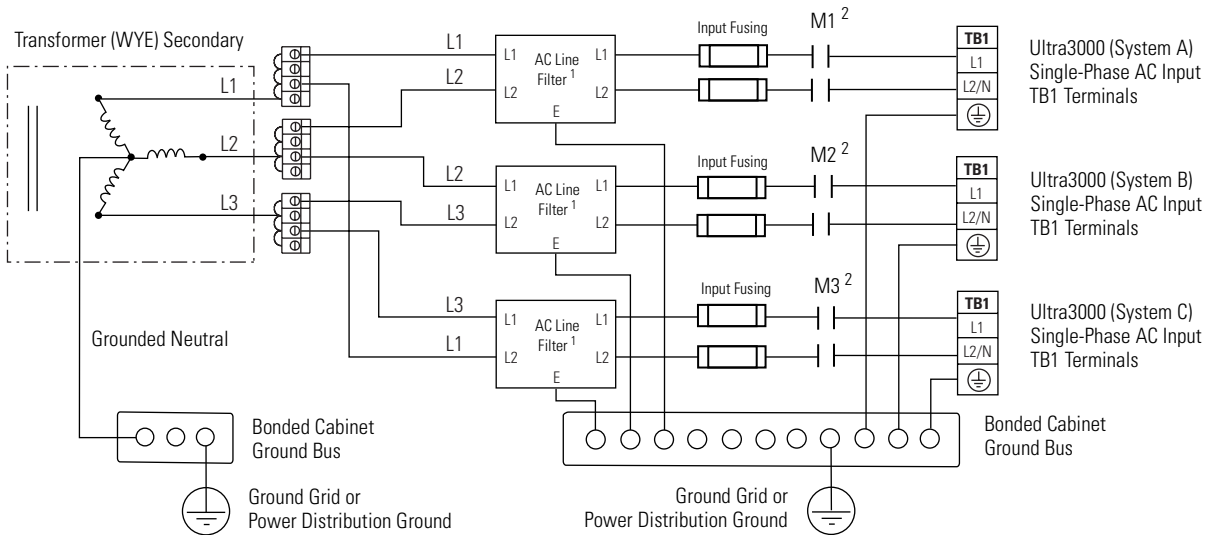 Transformer (WYE) Secondary
L1
L2
L3
Grounded Neutral
Bonded Cabinet
Ground Bus
Ground Grid or
Power Distribution Ground
L1
L2
L1
L2
AC Line
Filter 1
L1
L2
E
Input Fusing
M1 2
TB1
L1
L2/N
Ultra3000 (System A)
Single-Phase AC Input
TB1 Terminals
L2
L3
L1
L2
AC Line
Filter 1
L1
L2
E
Input Fusing
M2 2
TB1
L1
L2/N
Ultra3000 (System B)
Single-Phase AC Input
TB1 Terminals
L3
L1
L1
L2
AC Line
Filter 1
L1
L2
E
Input Fusing
M3 2
TB1
L1
L2/N
Ultra3000 (System C)
Single-Phase AC Input
TB1 Terminals
Bonded Cabinet
Ground Bus
Ground Grid or
Power Distribution Ground